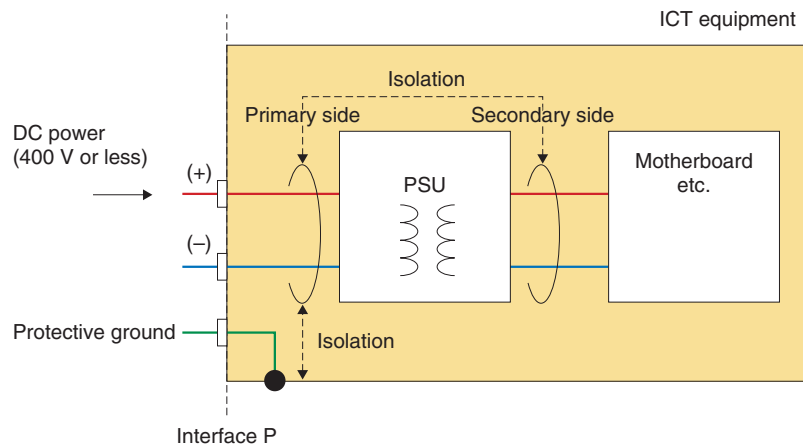 ICT equipment
Isolation
Primary side
Secondary side
DC power
(400 V or less)
(+)
PSU
Motherboard
etc.
(–)
Protective ground
Isolation
Interface P